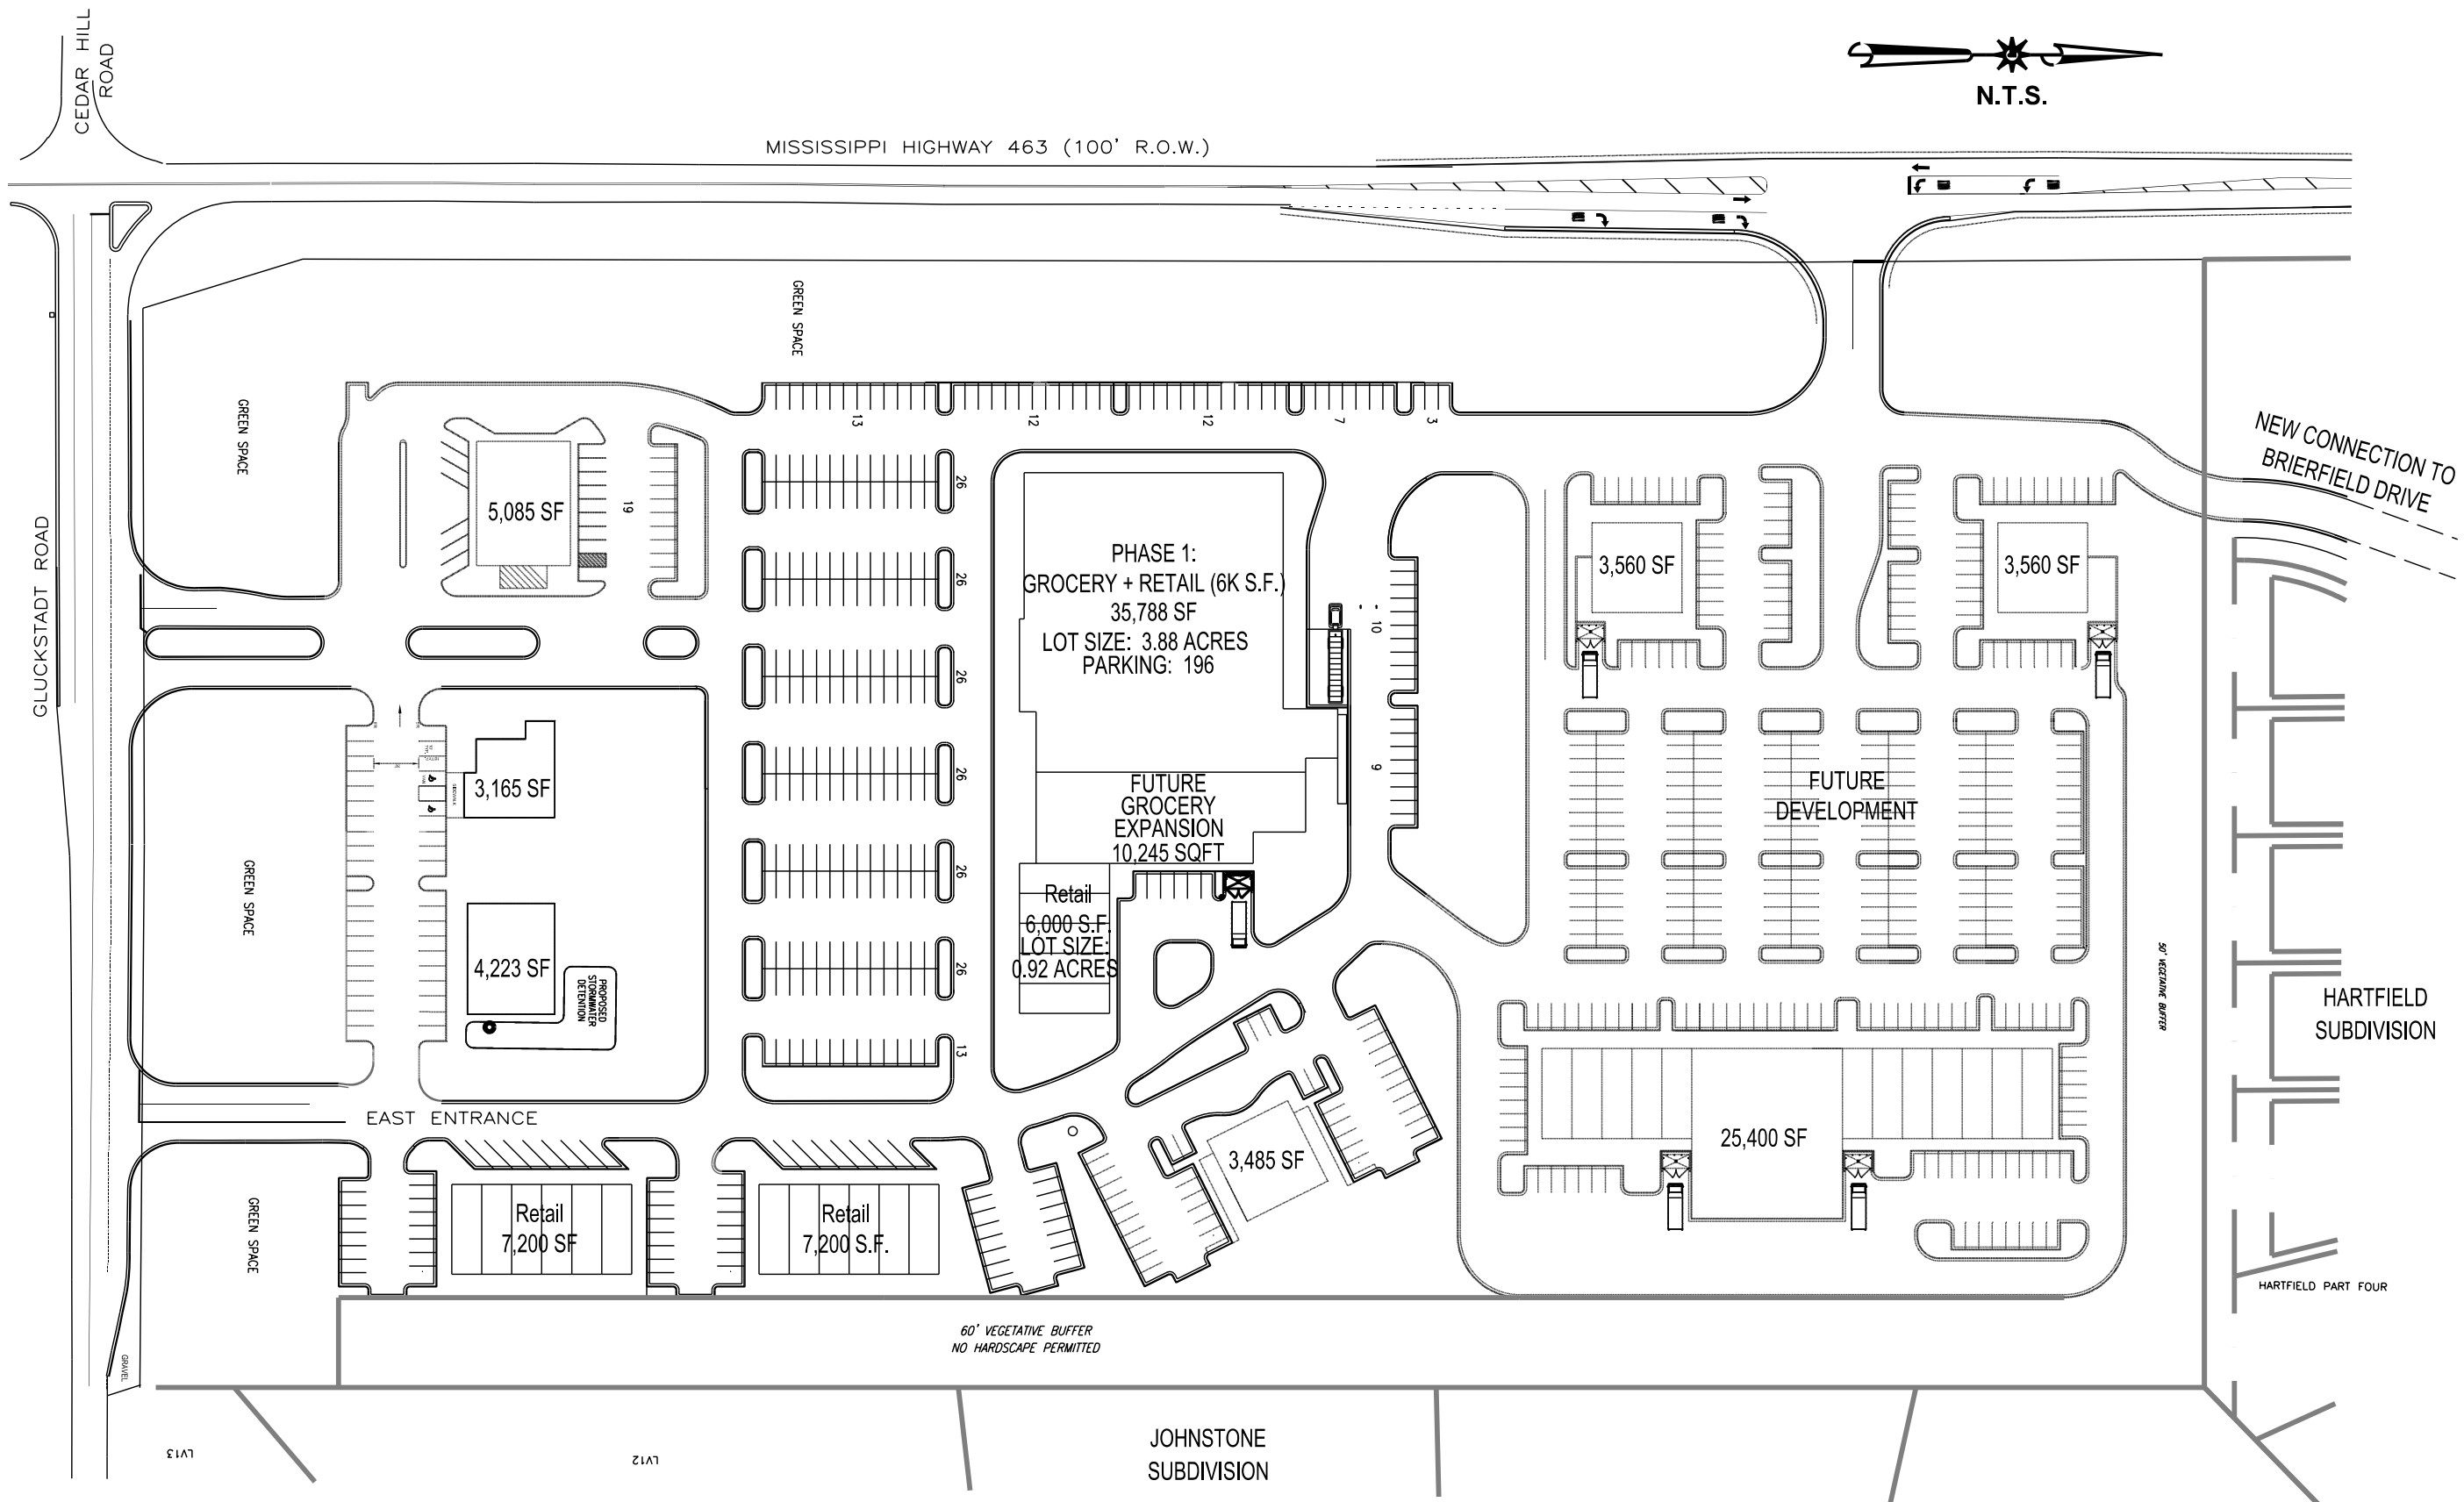 CEDAR HILL
ROAD
N.T.S.
MISSISSIPPI HIGHWAY 463 (100' R.O.W.)
GREEN SPACE
GREEN SPACE
NEW CONNECTION TO
BRIERFIELD DRIVE
13
12
12
7
3
5,085 SF
19
26
26
26
26
26
26
13
PHASE 1:
GROCERY + RETAIL (6K S.F.)
35,788 SF
LOT SIZE: 3.88 ACRES
PARKING: 196
10
9
3,560 SF
3,560 SF
GLUCKSTADT ROAD
3,165 SF
SIDEWALK
FUTURE
GROCERY
EXPANSION
10,245 SQFT
FUTURE
DEVELOPMENT
GREEN SPACE
Retail
6,000 S.F.
LOT SIZE:
0.92 ACRES
4,223 SF
PROPOSED
STORMWATER
DETENTION
50' VEGETATIVE BUFFER
HARTFIELD
SUBDIVISION
EAST ENTRANCE
3,485 SF
25,400 SF
GREEN SPACE
Retail
7,200 SF
Retail
7,200 S.F.
HARTFIELD PART FOUR
60' VEGETATIVE BUFFER
NO HARDSCAPE PERMITTED
GRAVEL
LV13
LV12
JOHNSTONE
SUBDIVISION